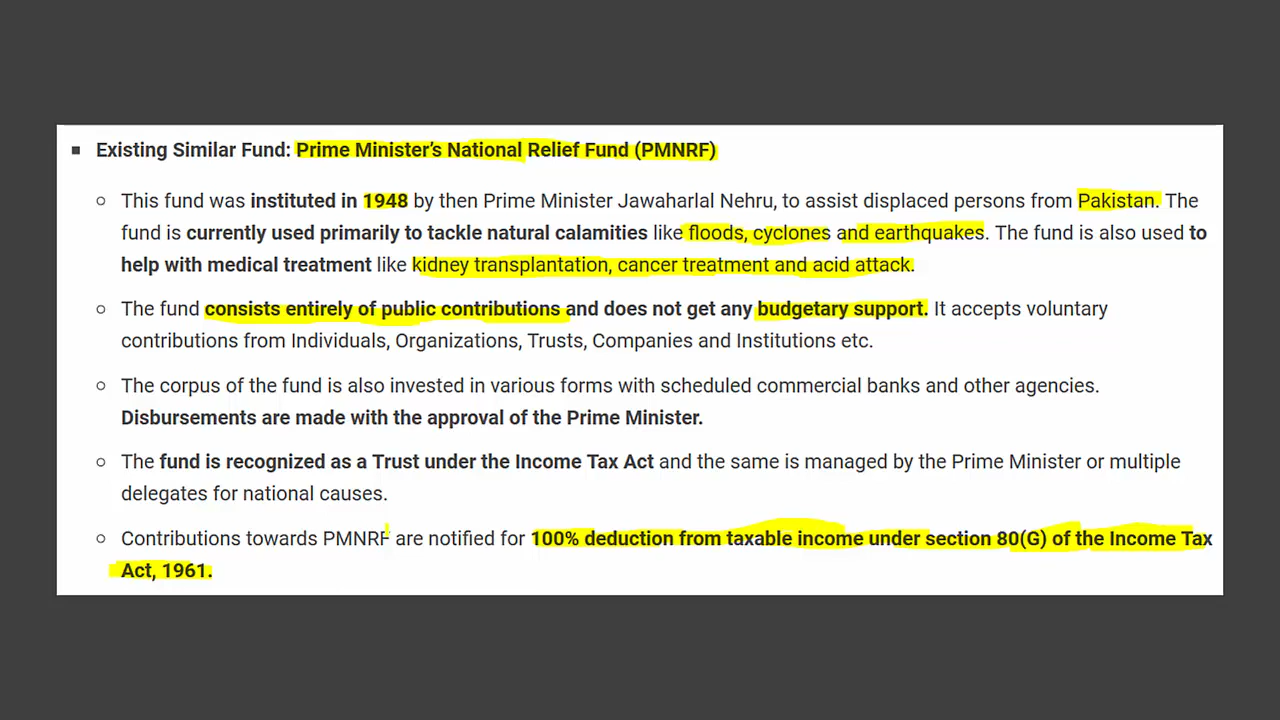 ▪ Existing Similar Fund: Prime Minister's National Relief Fund (PMNRF)
○ This fund was instituted in 1948 by then Prime Minister Jawaharlal Nehru, to assist displaced persons from Pakistan. The
fund is currently used primarily to tackle natural calamities like floods, cyclones and earthquakes. The fund is also used to
help with medical treatment like kidney transplantation, cancer treatment and acid attack.
○ The fund consists entirely of public contributions and does not get any budgetary support. It accepts voluntary
contributions from Individuals, Organizations, Trusts, Companies and Institutions etc.
○ The corpus of the fund is also invested in various forms with scheduled commercial banks and other agencies.
Disbursements are made with the approval of the Prime Minister.
○ The fund is recognized as a Trust under the Income Tax Act and the same is managed by the Prime Minister or multiple
delegates for national causes.
○ Contributions towards PMNRF are notified for 100% deduction from taxable income under section 80(G) of the Income Tax
Act, 1961.